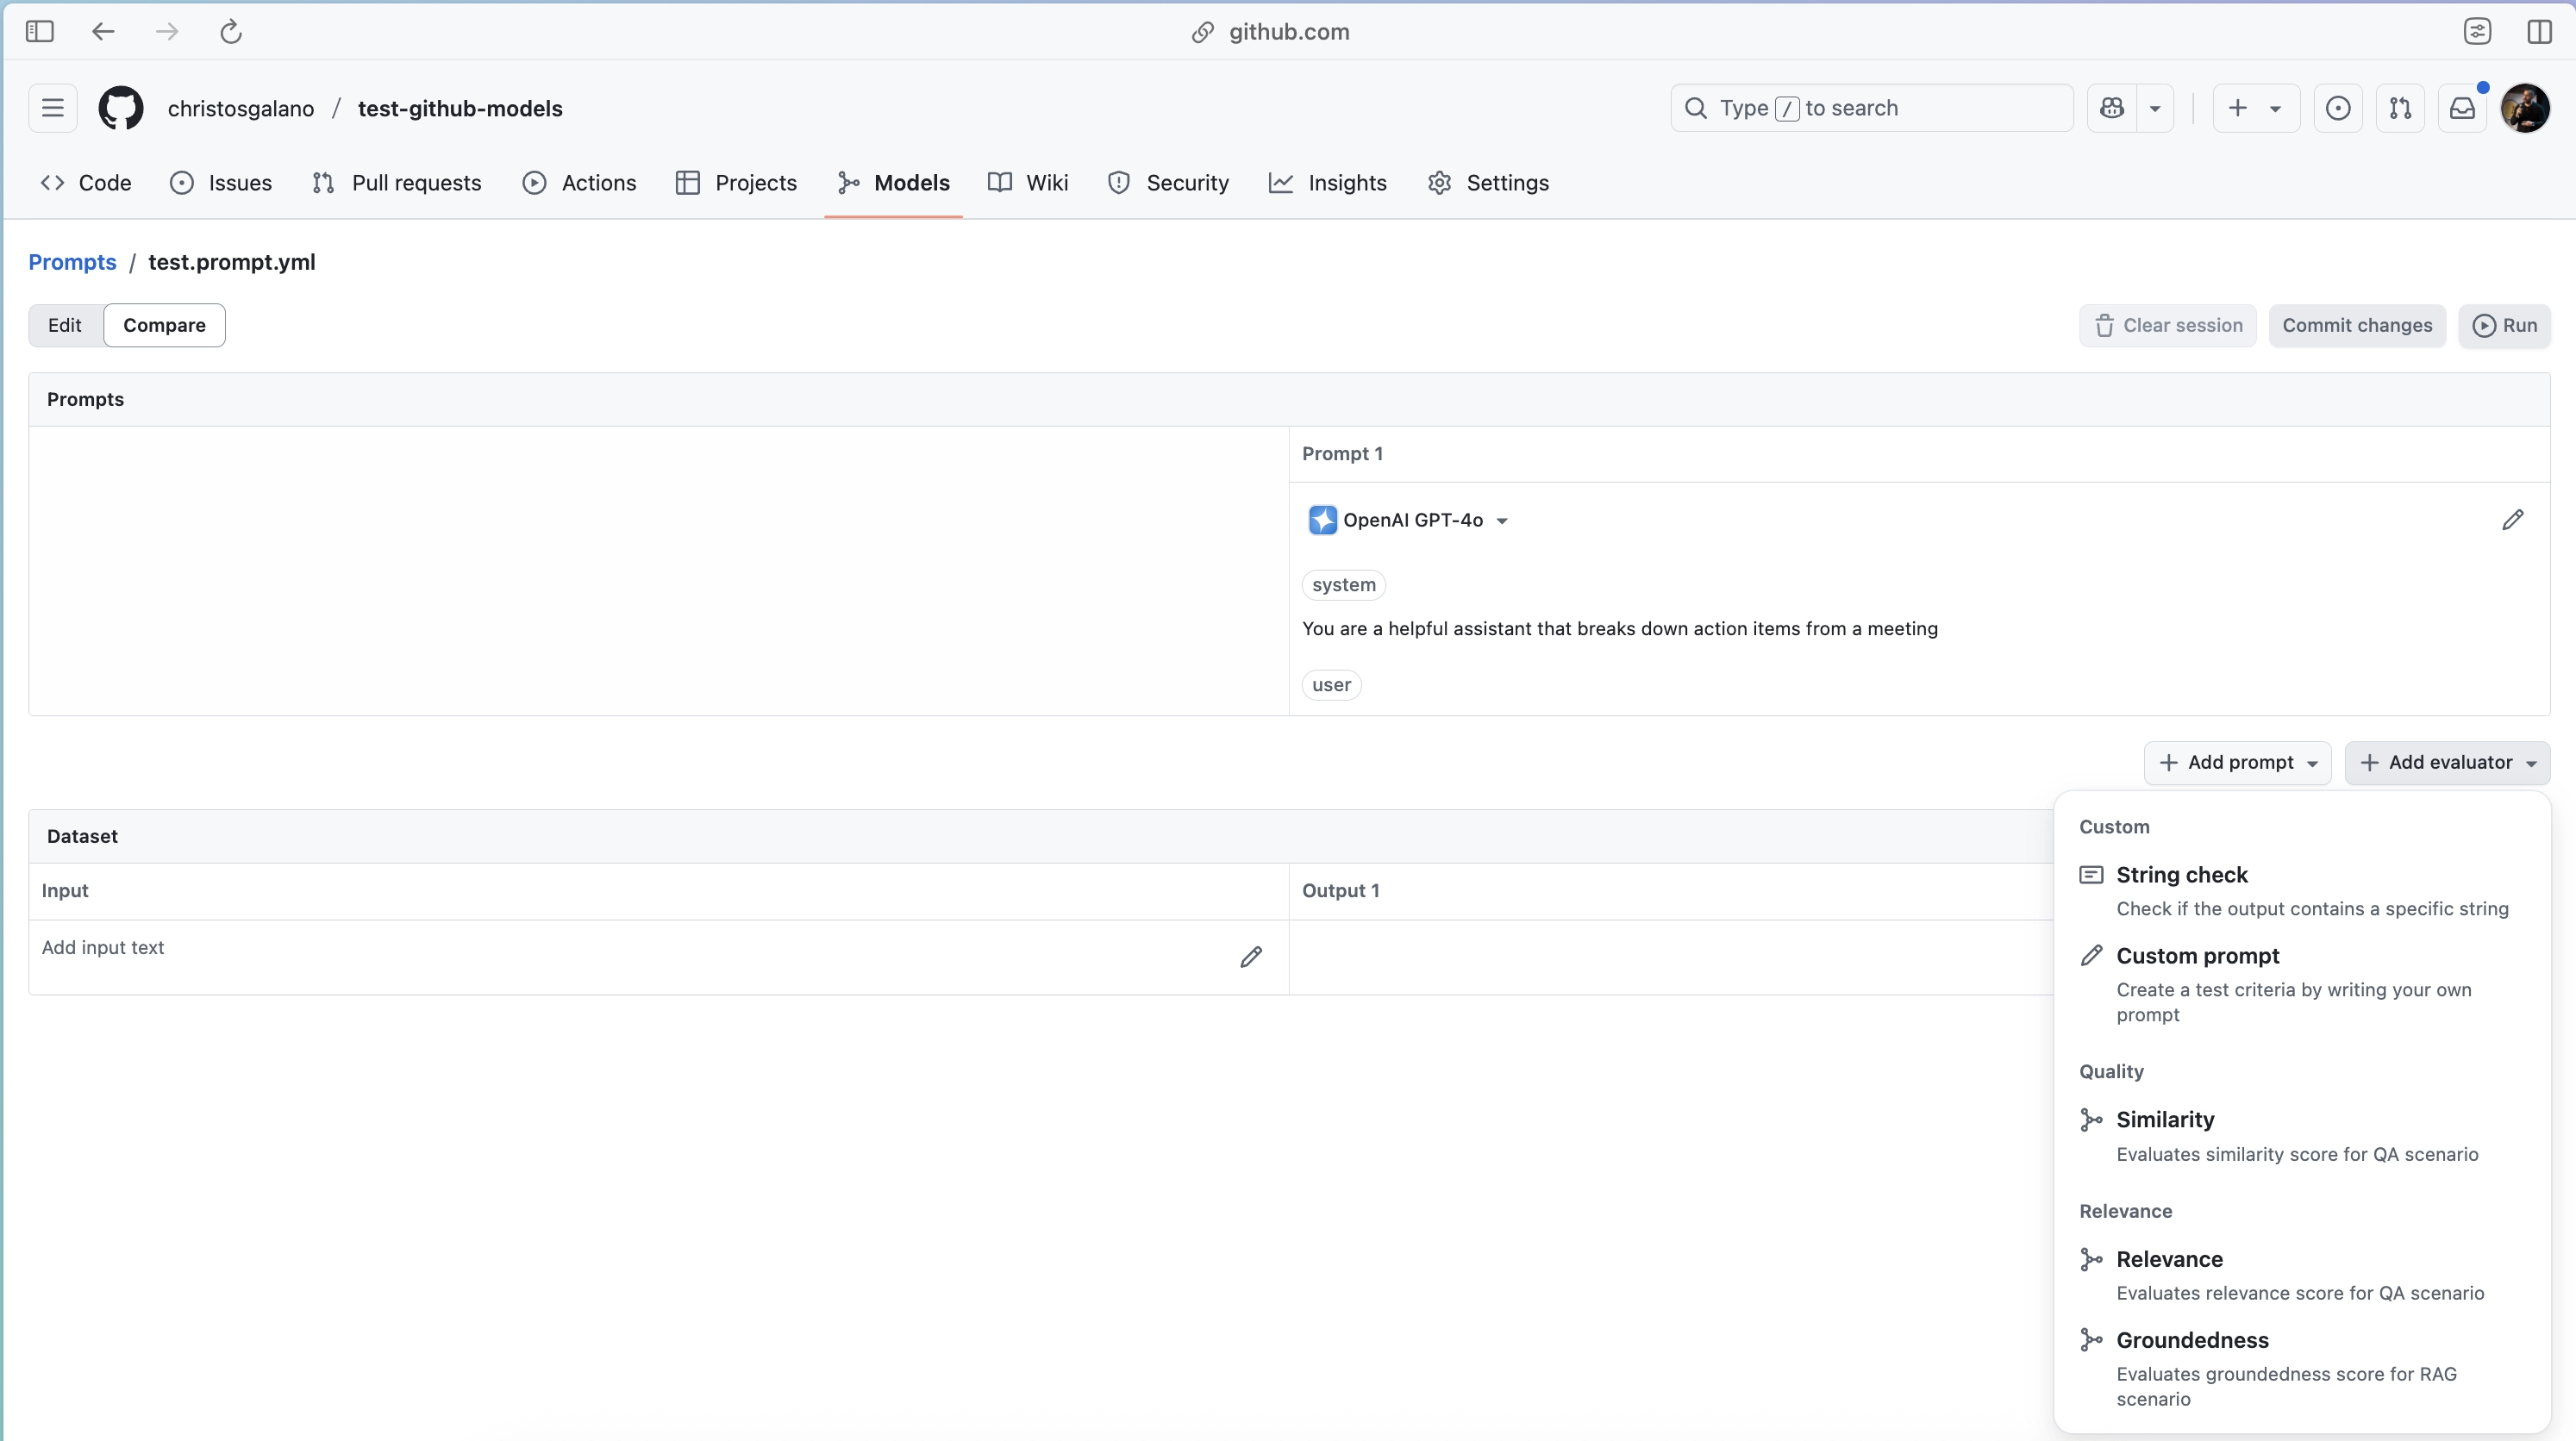 github.com
christosgalano / test-github-models
Type / to search
Code Issues Pull requests Actions Projects Models Wiki Security Insights Settings
Prompts / test.prompt.yml
Edit Compare
Clear session Commit changes Run
Prompts
Prompt 1
OpenAI GPT-4o
system
You are a helpful assistant that breaks down action items from a meeting
user
Add prompt Add evaluator
Dataset
Input Output 1
Add input text
Custom
String check
Check if the output contains a specific string
Custom prompt
Create a test criteria by writing your own
prompt
Quality
Similarity
Evaluates similarity score for QA scenario
Relevance
Relevance
Evaluates relevance score for QA scenario
Groundedness
Evaluates groundedness score for RAG
scenario